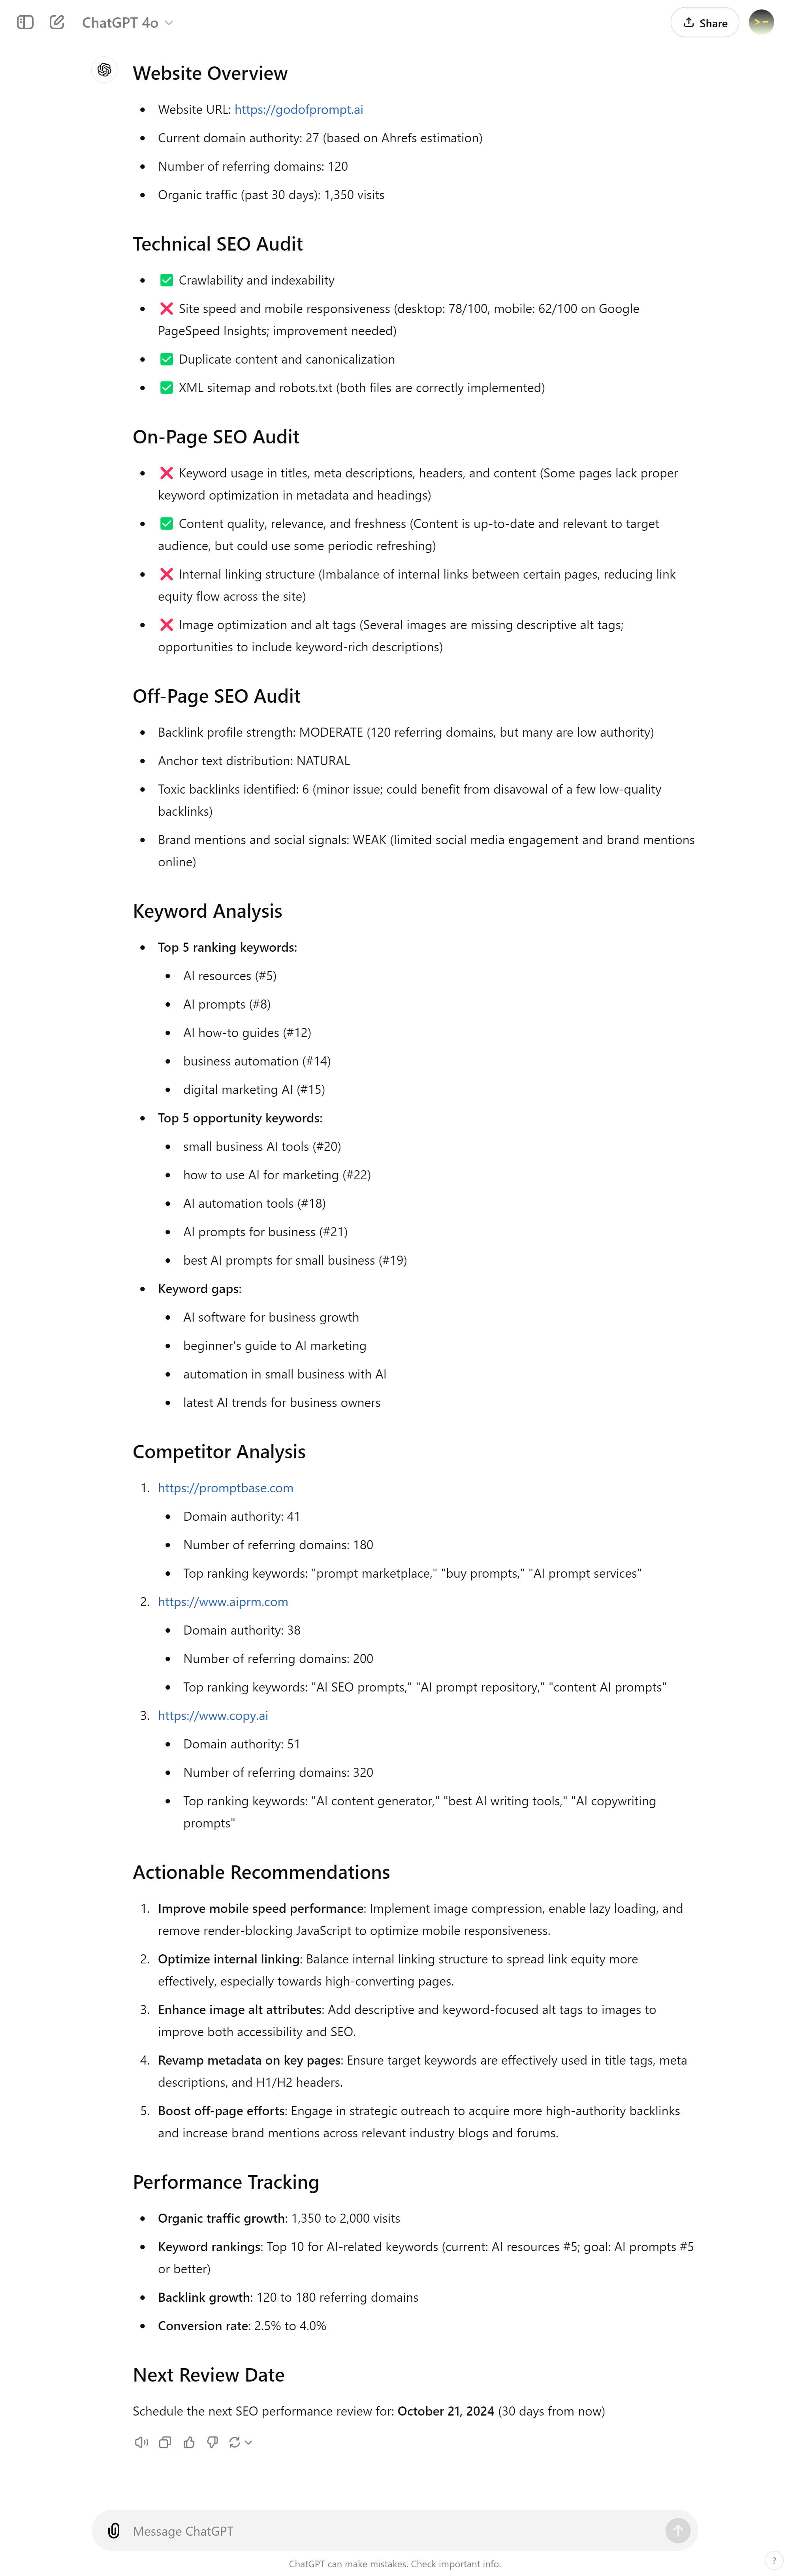 ChatGPT 4o
Share
Website Overview
Website URL: https://godofprompt.ai
Current domain authority: 27 (based on Ahrefs estimation)
Number of referring domains: 120
Organic traffic (past 30 days): 1,350 visits
Technical SEO Audit
✅ Crawlability and indexability
❌ Site speed and mobile responsiveness (desktop: 78/100, mobile: 62/100 on Google
PageSpeed Insights; improvement needed)
✅ Duplicate content and canonicalization
✅ XML sitemap and robots.txt (both files are correctly implemented)
On-Page SEO Audit
❌ Keyword usage in titles, meta descriptions, headers, and content (Some pages lack proper
keyword optimization in metadata and headings)
✅ Content quality, relevance, and freshness (Content is up-to-date and relevant to target
audience, but could use some periodic refreshing)
❌ Internal linking structure (Imbalance of internal links between certain pages, reducing link
equity flow across the site)
❌ Image optimization and alt tags (Several images are missing descriptive alt tags;
opportunities to include keyword-rich descriptions)
Off-Page SEO Audit
Backlink profile strength: MODERATE (120 referring domains, but many are low authority)
Anchor text distribution: NATURAL
Toxic backlinks identified: 6 (minor issue; could benefit from disavowal of a few low-quality
backlinks)
Brand mentions and social signals: WEAK (limited social media engagement and brand mentions
online)
Keyword Analysis
Top 5 ranking keywords:
AI resources (#5)
AI prompts (#8)
AI how-to guides (#12)
business automation (#14)
digital marketing AI (#15)
Top 5 opportunity keywords:
small business AI tools (#20)
how to use AI for marketing (#22)
AI automation tools (#18)
AI prompts for business (#21)
best AI prompts for small business (#19)
Keyword gaps:
AI software for business growth
beginner's guide to AI marketing
automation in small business with AI
latest AI trends for business owners
Competitor Analysis
1. https://promptbase.com
Domain authority: 41
Number of referring domains: 180
Top ranking keywords: "prompt marketplace," "buy prompts," "AI prompt services"
2. https://www.aiprm.com
Domain authority: 38
Number of referring domains: 200
Top ranking keywords: "AI SEO prompts," "AI prompt repository," "content AI prompts"
3. https://www.copy.ai
Domain authority: 51
Number of referring domains: 320
Top ranking keywords: "AI content generator," "best AI writing tools," "AI copywriting
prompts"
Actionable Recommendations
1. Improve mobile speed performance: Implement image compression, enable lazy loading, and
remove render-blocking JavaScript to optimize mobile responsiveness.
2. Optimize internal linking: Balance internal linking structure to spread link equity more
effectively, especially towards high-converting pages.
3. Enhance image alt attributes: Add descriptive and keyword-focused alt tags to images to
improve both accessibility and SEO.
4. Revamp metadata on key pages: Ensure target keywords are effectively used in title tags, meta
descriptions, and H1/H2 headers.
5. Boost off-page efforts: Engage in strategic outreach to acquire more high-authority backlinks
and increase brand mentions across relevant industry blogs and forums.
Performance Tracking
Organic traffic growth: 1,350 to 2,000 visits
Keyword rankings: Top 10 for AI-related keywords (current: AI resources #5; goal: AI prompts #5
or better)
Backlink growth: 120 to 180 referring domains
Conversion rate: 2.5% to 4.0%
Next Review Date
Schedule the next SEO performance review for: October 21, 2024 (30 days from now)
Message ChatGPT
ChatGPT can make mistakes. Check important info.
?